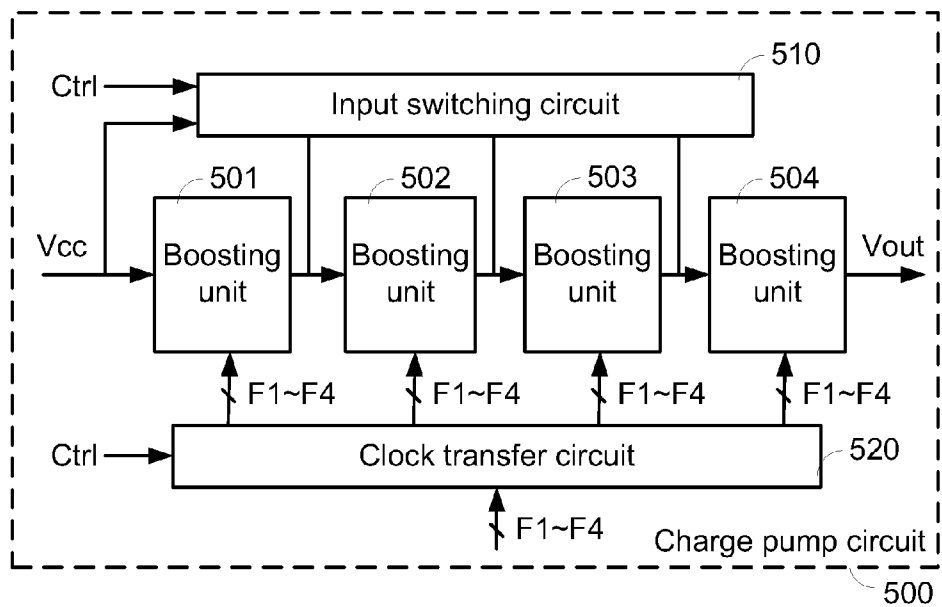 510
Ctrl
Input switching circuit
501
502
503
504
Vcc
Boosting
unit
Boosting
unit
Boosting
unit
Boosting
unit
Vout
F1~F4
F1~F4
F1~F4
F1~F4
Ctrl
Clock transfer circuit
520
F1~F4
Charge pump circuit
500